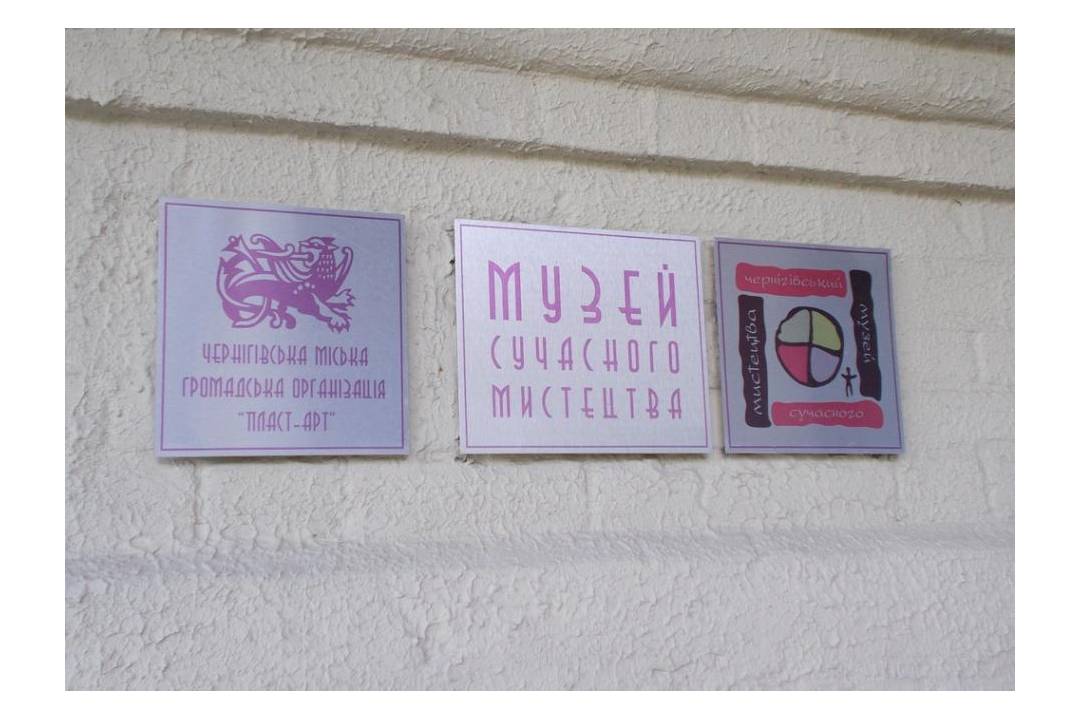 ЧЕРНІГІВСЬКА МІСЬКА
ГРОМАДСЬКА ОРГАНІЗАЦІЯ
"ПЛАСТ-АРТ"
МУЗЕЙ
СУЧАСНОГО
МИСТЕЦТВА
чернігівський
музей
сучасного
мистецтва